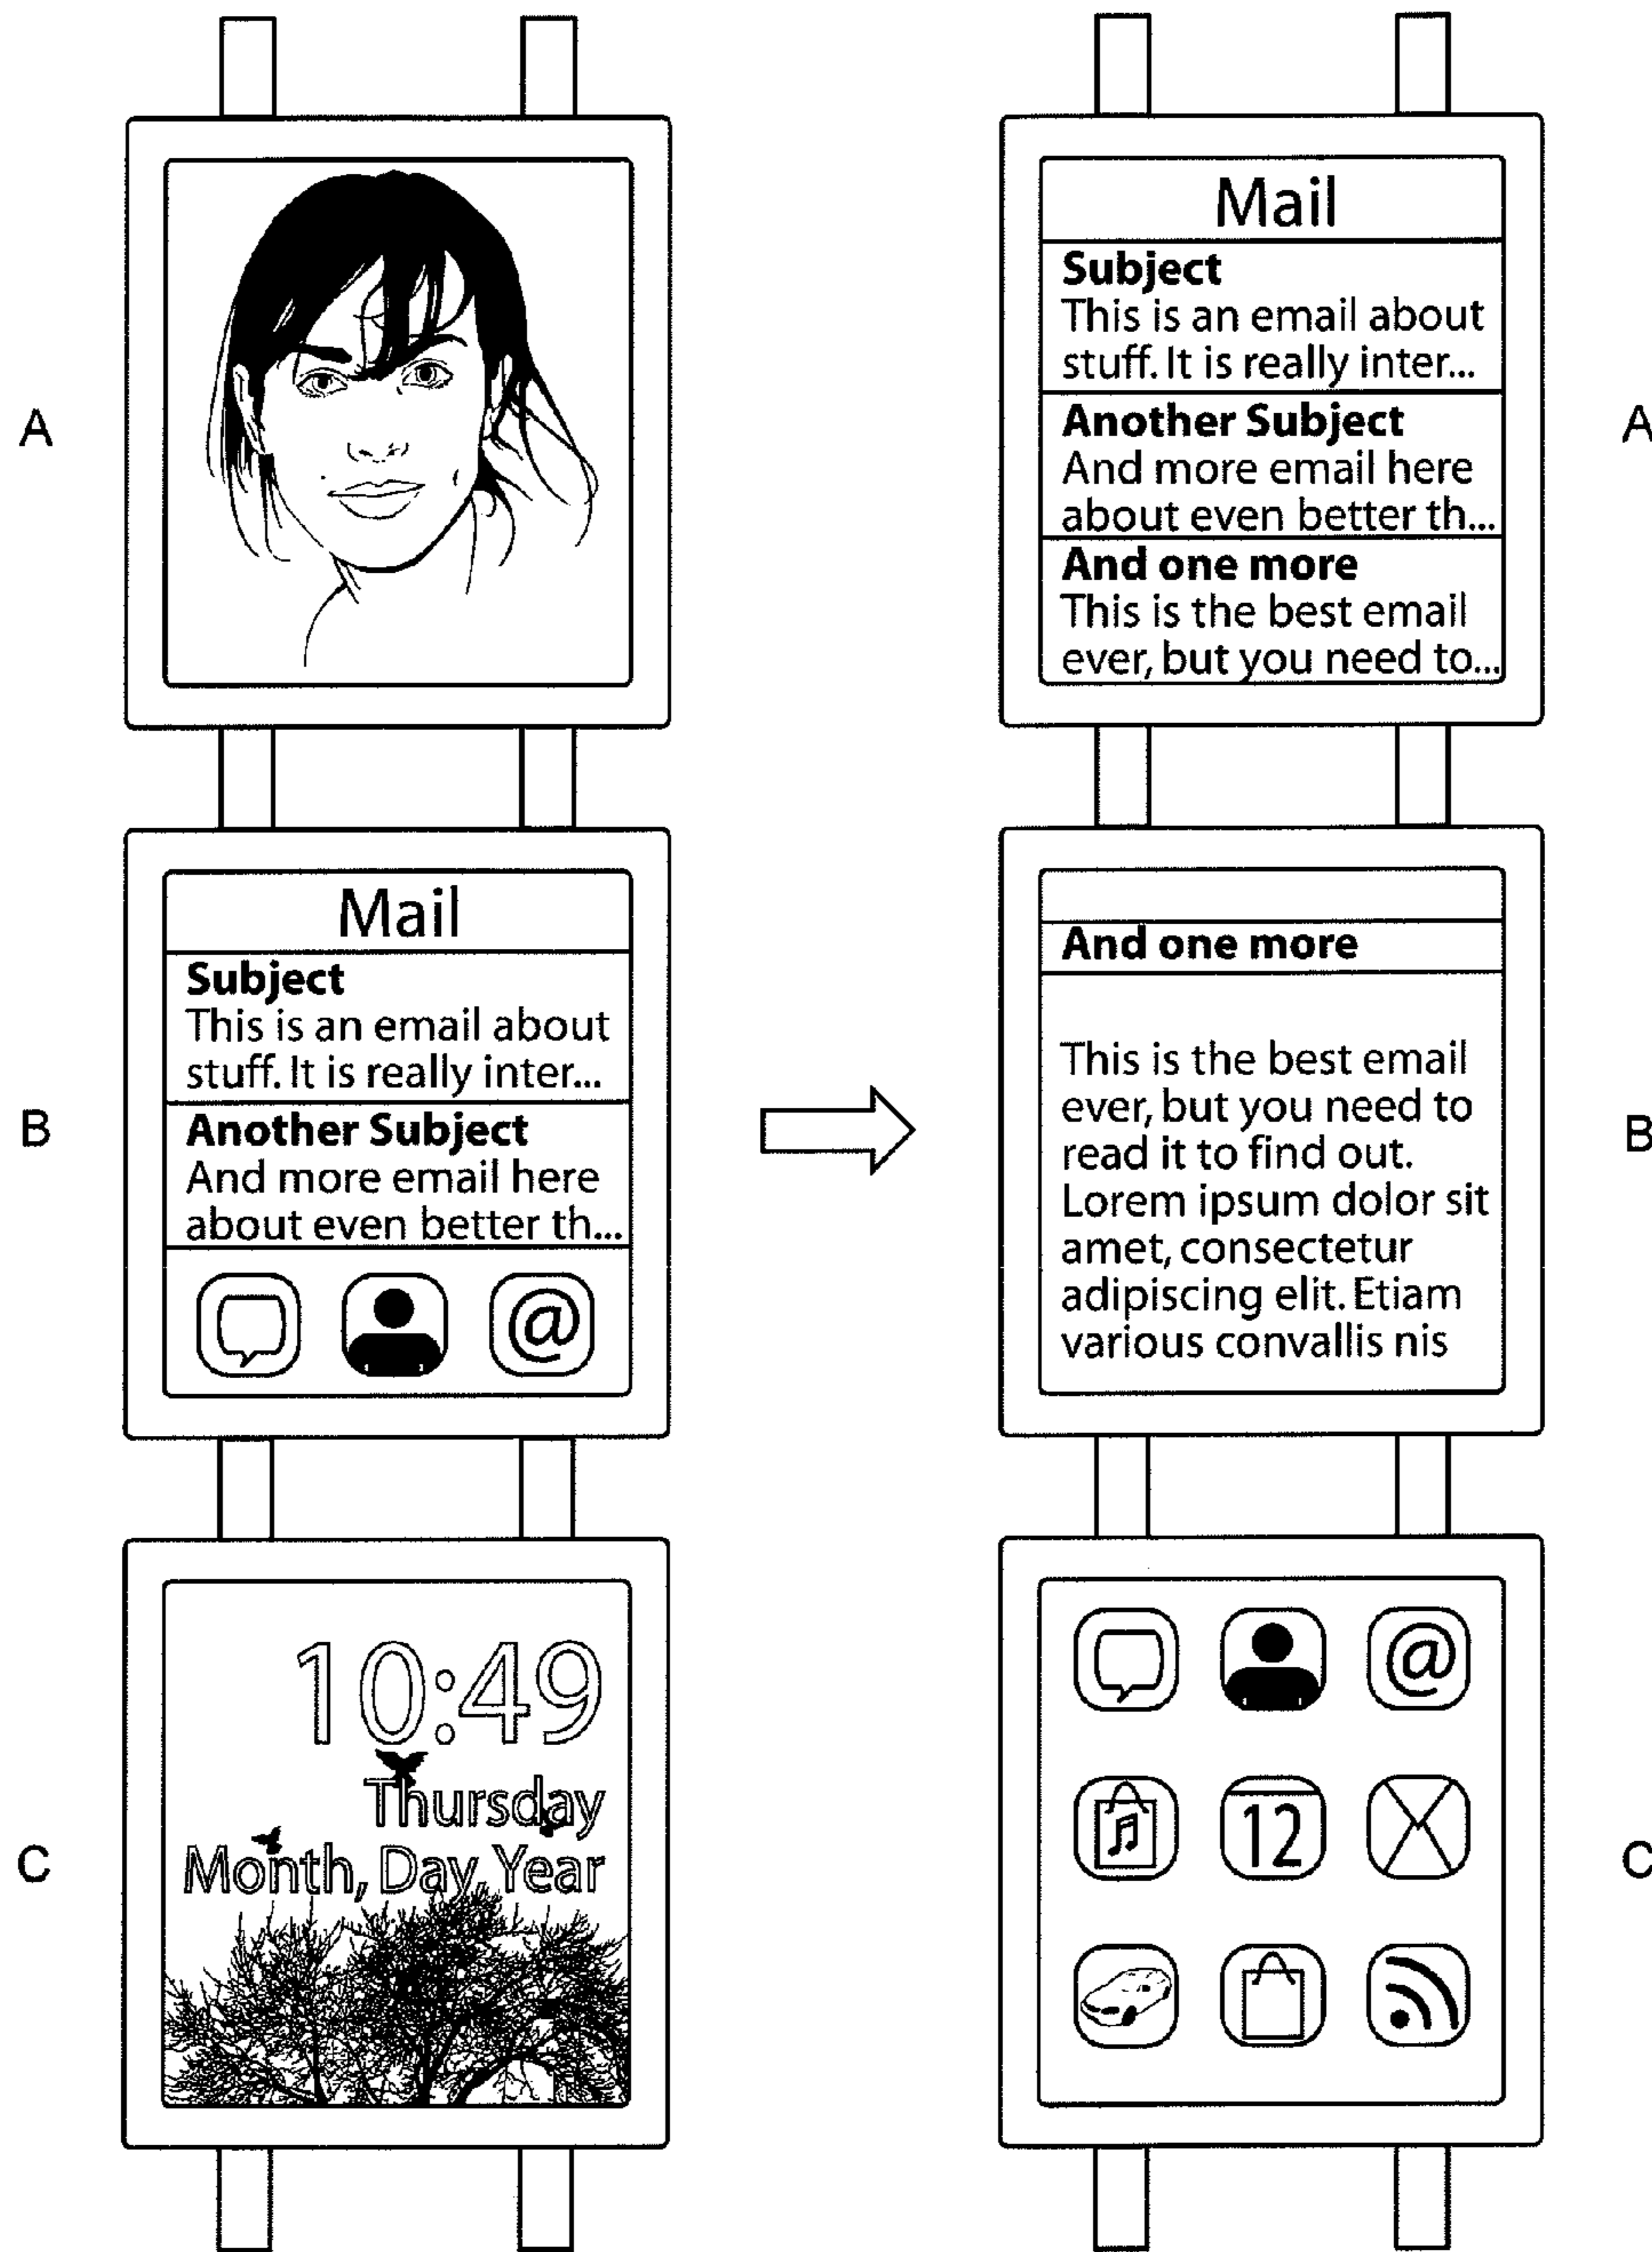 A
Mail
Subject
This is an email about
stuff. It is really inter...
Another Subject
And more email here
about even better th...
@
B
10:49
Thursday
Month, Day, Year
C
Mail
Subject
This is an email about
stuff. It is really inter...
Another Subject
And more email here
about even better th...
And one more
This is the best email
ever, but you need to...
A
And one more
This is the best email
ever, but you need to
read it to find out.
Lorem ipsum dolor sit
amet, consectetur
adipiscing elit. Etiam
various convallis nis
B
@
12
C